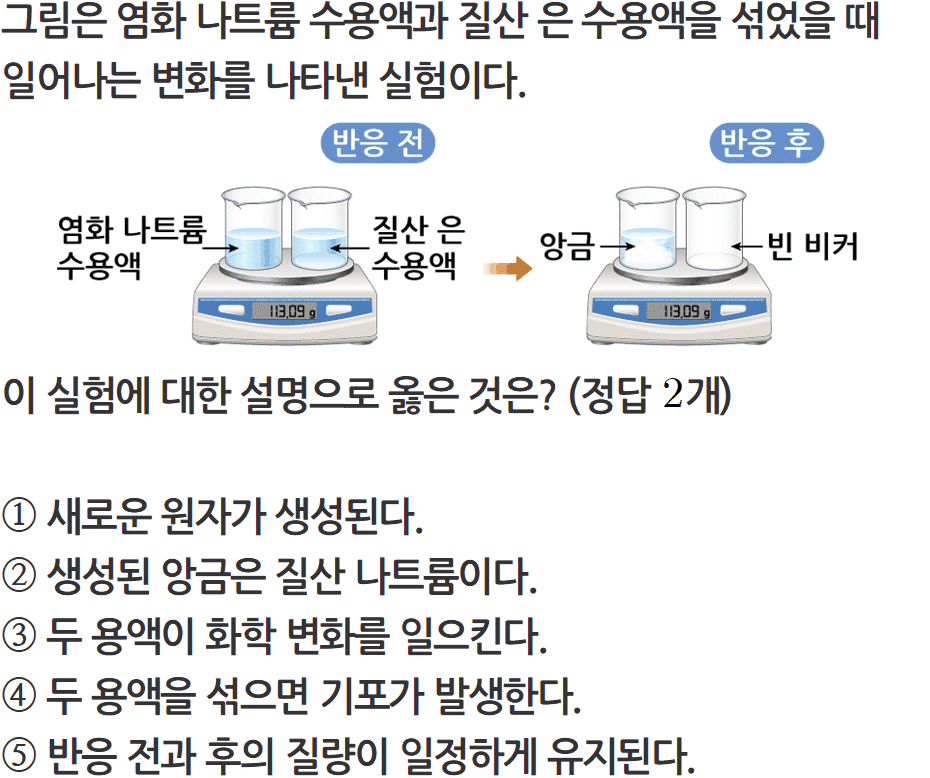 그림은 염화 나트륨 수용액과 질산 은 수용액을 섞었을 때
일어나는 변화를 나타낸 실험이다.
반응 전
반응 후
염화 나트륨
수용액
질산 은
수용액
113.09 g
앙금
빈 비커
113.09 g
이 실험에 대한 설명으로 옳은 것은? (정답 2개)
① 새로운 원자가 생성된다.
② 생성된 앙금은 질산 나트륨이다.
③ 두 용액이 화학 변화를 일으킨다.
④ 두 용액을 섞으면 기포가 발생한다.
⑤ 반응 전과 후의 질량이 일정하게 유지된다.